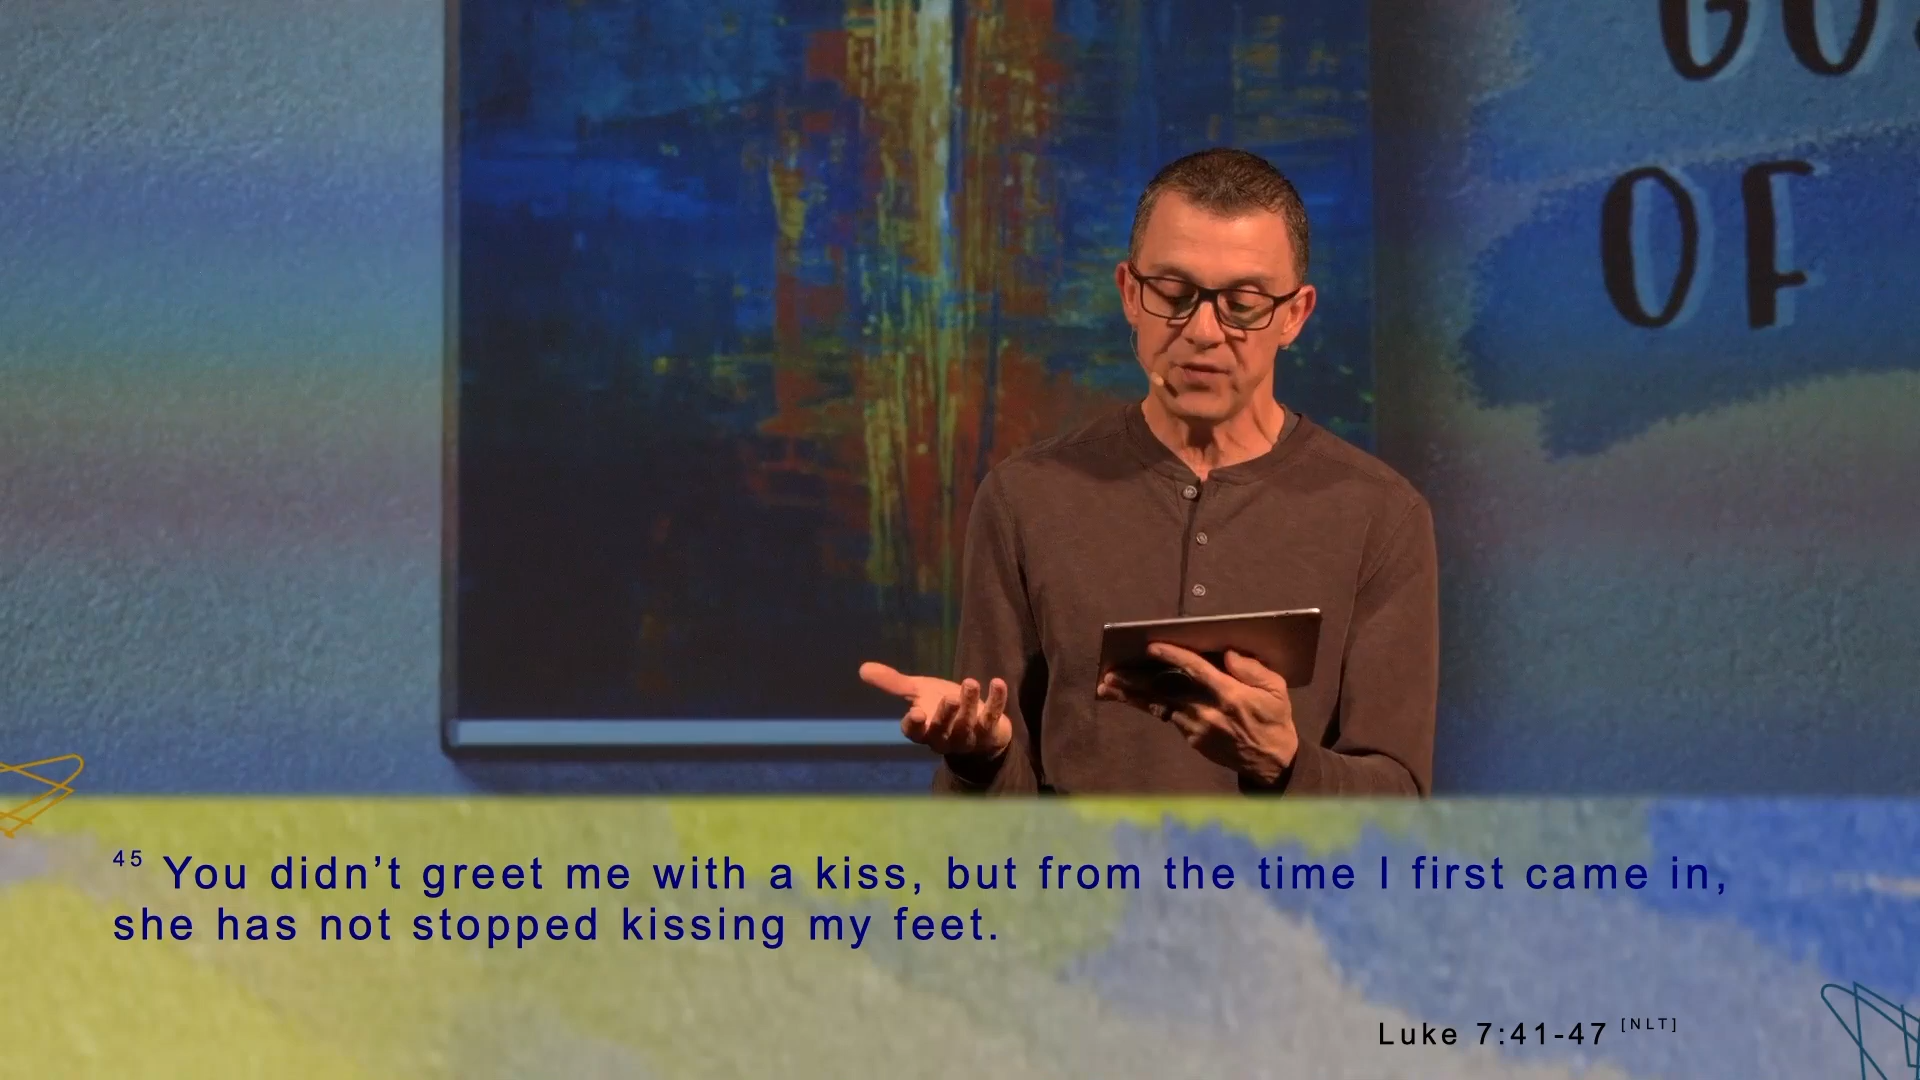 OF
45 You didn’t greet me with a kiss, but from the time I first came in,
she has not stopped kissing my feet.
Luke 7:41-47 [NLT]